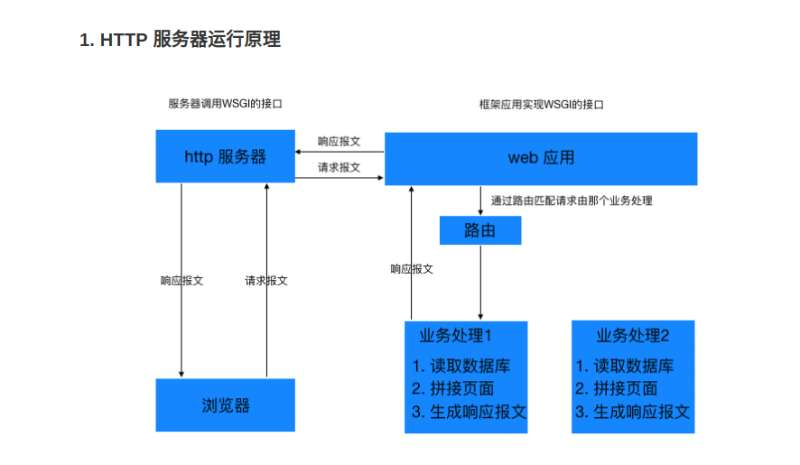 1. HTTP 服务器运行原理
服务器调用WSGI的接口
框架应用实现WSGI的接口
http 服务器
响应报文
请求报文
web 应用
通过路由匹配请求由那个业务处理
路由
响应报文
请求报文
响应报文
浏览器
业务处理1
1. 读取数据库
2. 拼接页面
3. 生成响应报文
业务处理2
1. 读取数据库
2. 拼接页面
3. 生成响应报文